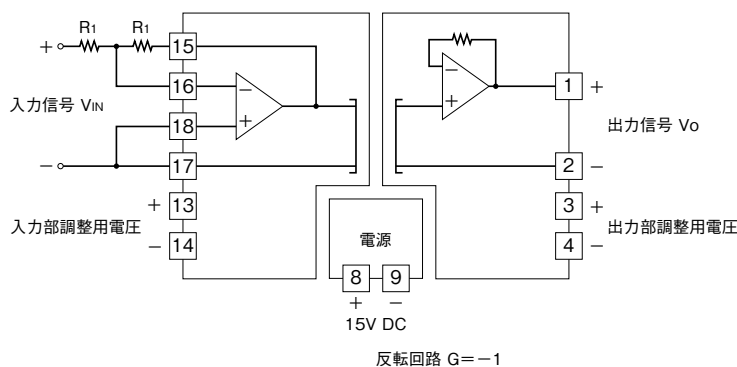 R1
R1
15
+
16
−
入力信号 VIN
+
18
−
17
+
13
入力部調整用電圧
−
14
−
+
1
+
出力信号 Vo
2
−
3
+
出力部調整用電圧
4
−
電源
8
9
+
−
15V DC
反転回路 G=−1